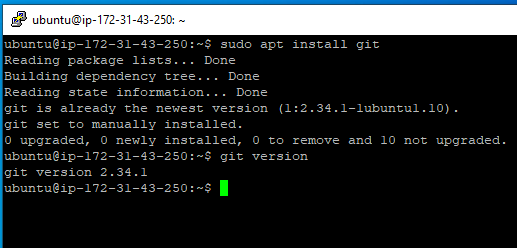 ubuntu@ip-172-31-43-250: ~
ubuntu@ip-172-31-43-250:~$ sudo apt install git
Reading package lists... Done
Building dependency tree... Done
Reading state information... Done
git is already the newest version (1:2.34.1-1ubuntu1.10).
git set to manually installed.
0 upgraded, 0 newly installed, 0 to remove and 10 not upgraded.
ubuntu@ip-172-31-43-250:~$ git version
git version 2.34.1
ubuntu@ip-172-31-43-250:~$